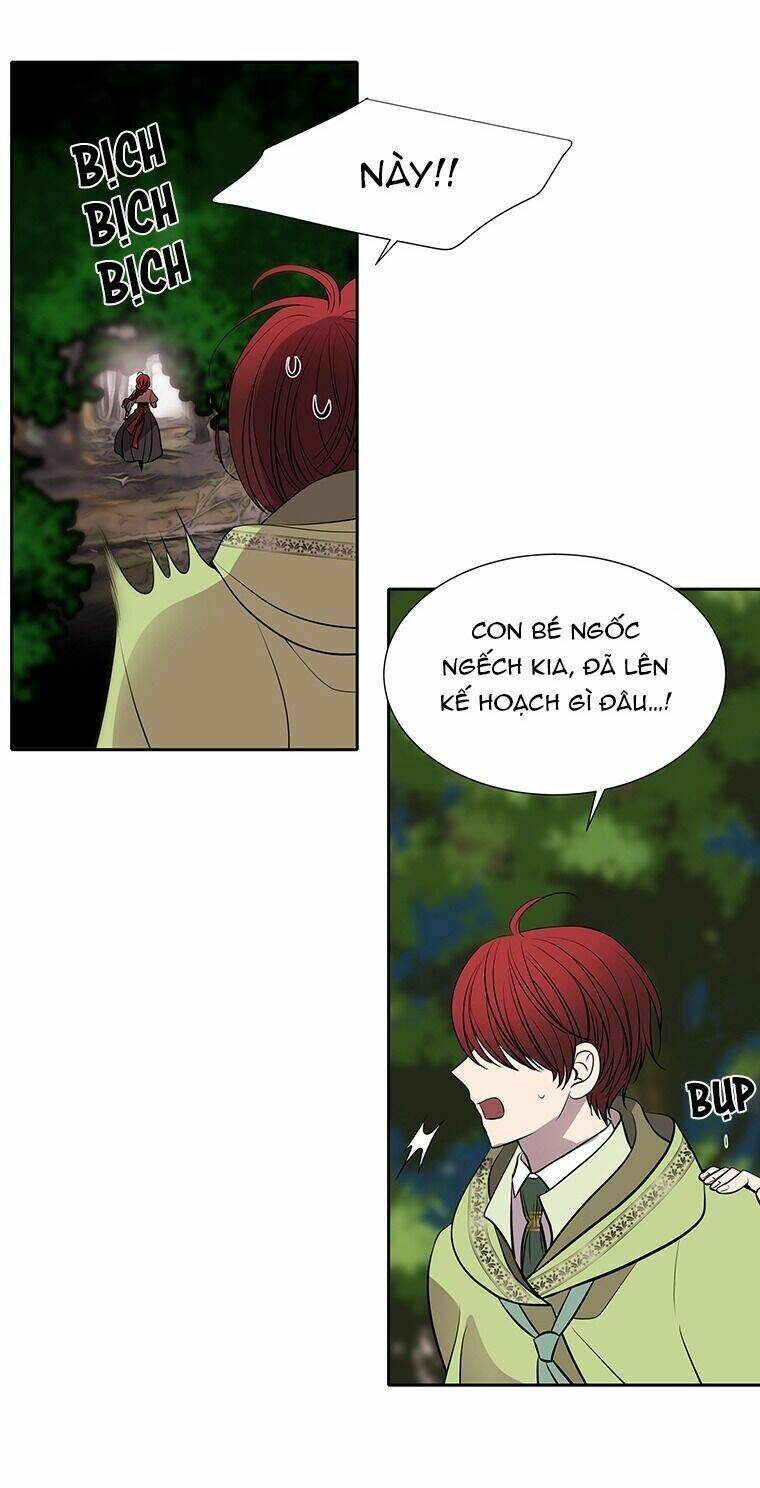 BỊCH
BỊCH
BỊCH
NÀY!!
CON BÉ NGỐC
NGẾCH KIA, ĐÃ LÊN
KẾ HOẠCH GÌ ĐÂU...!
BỤP